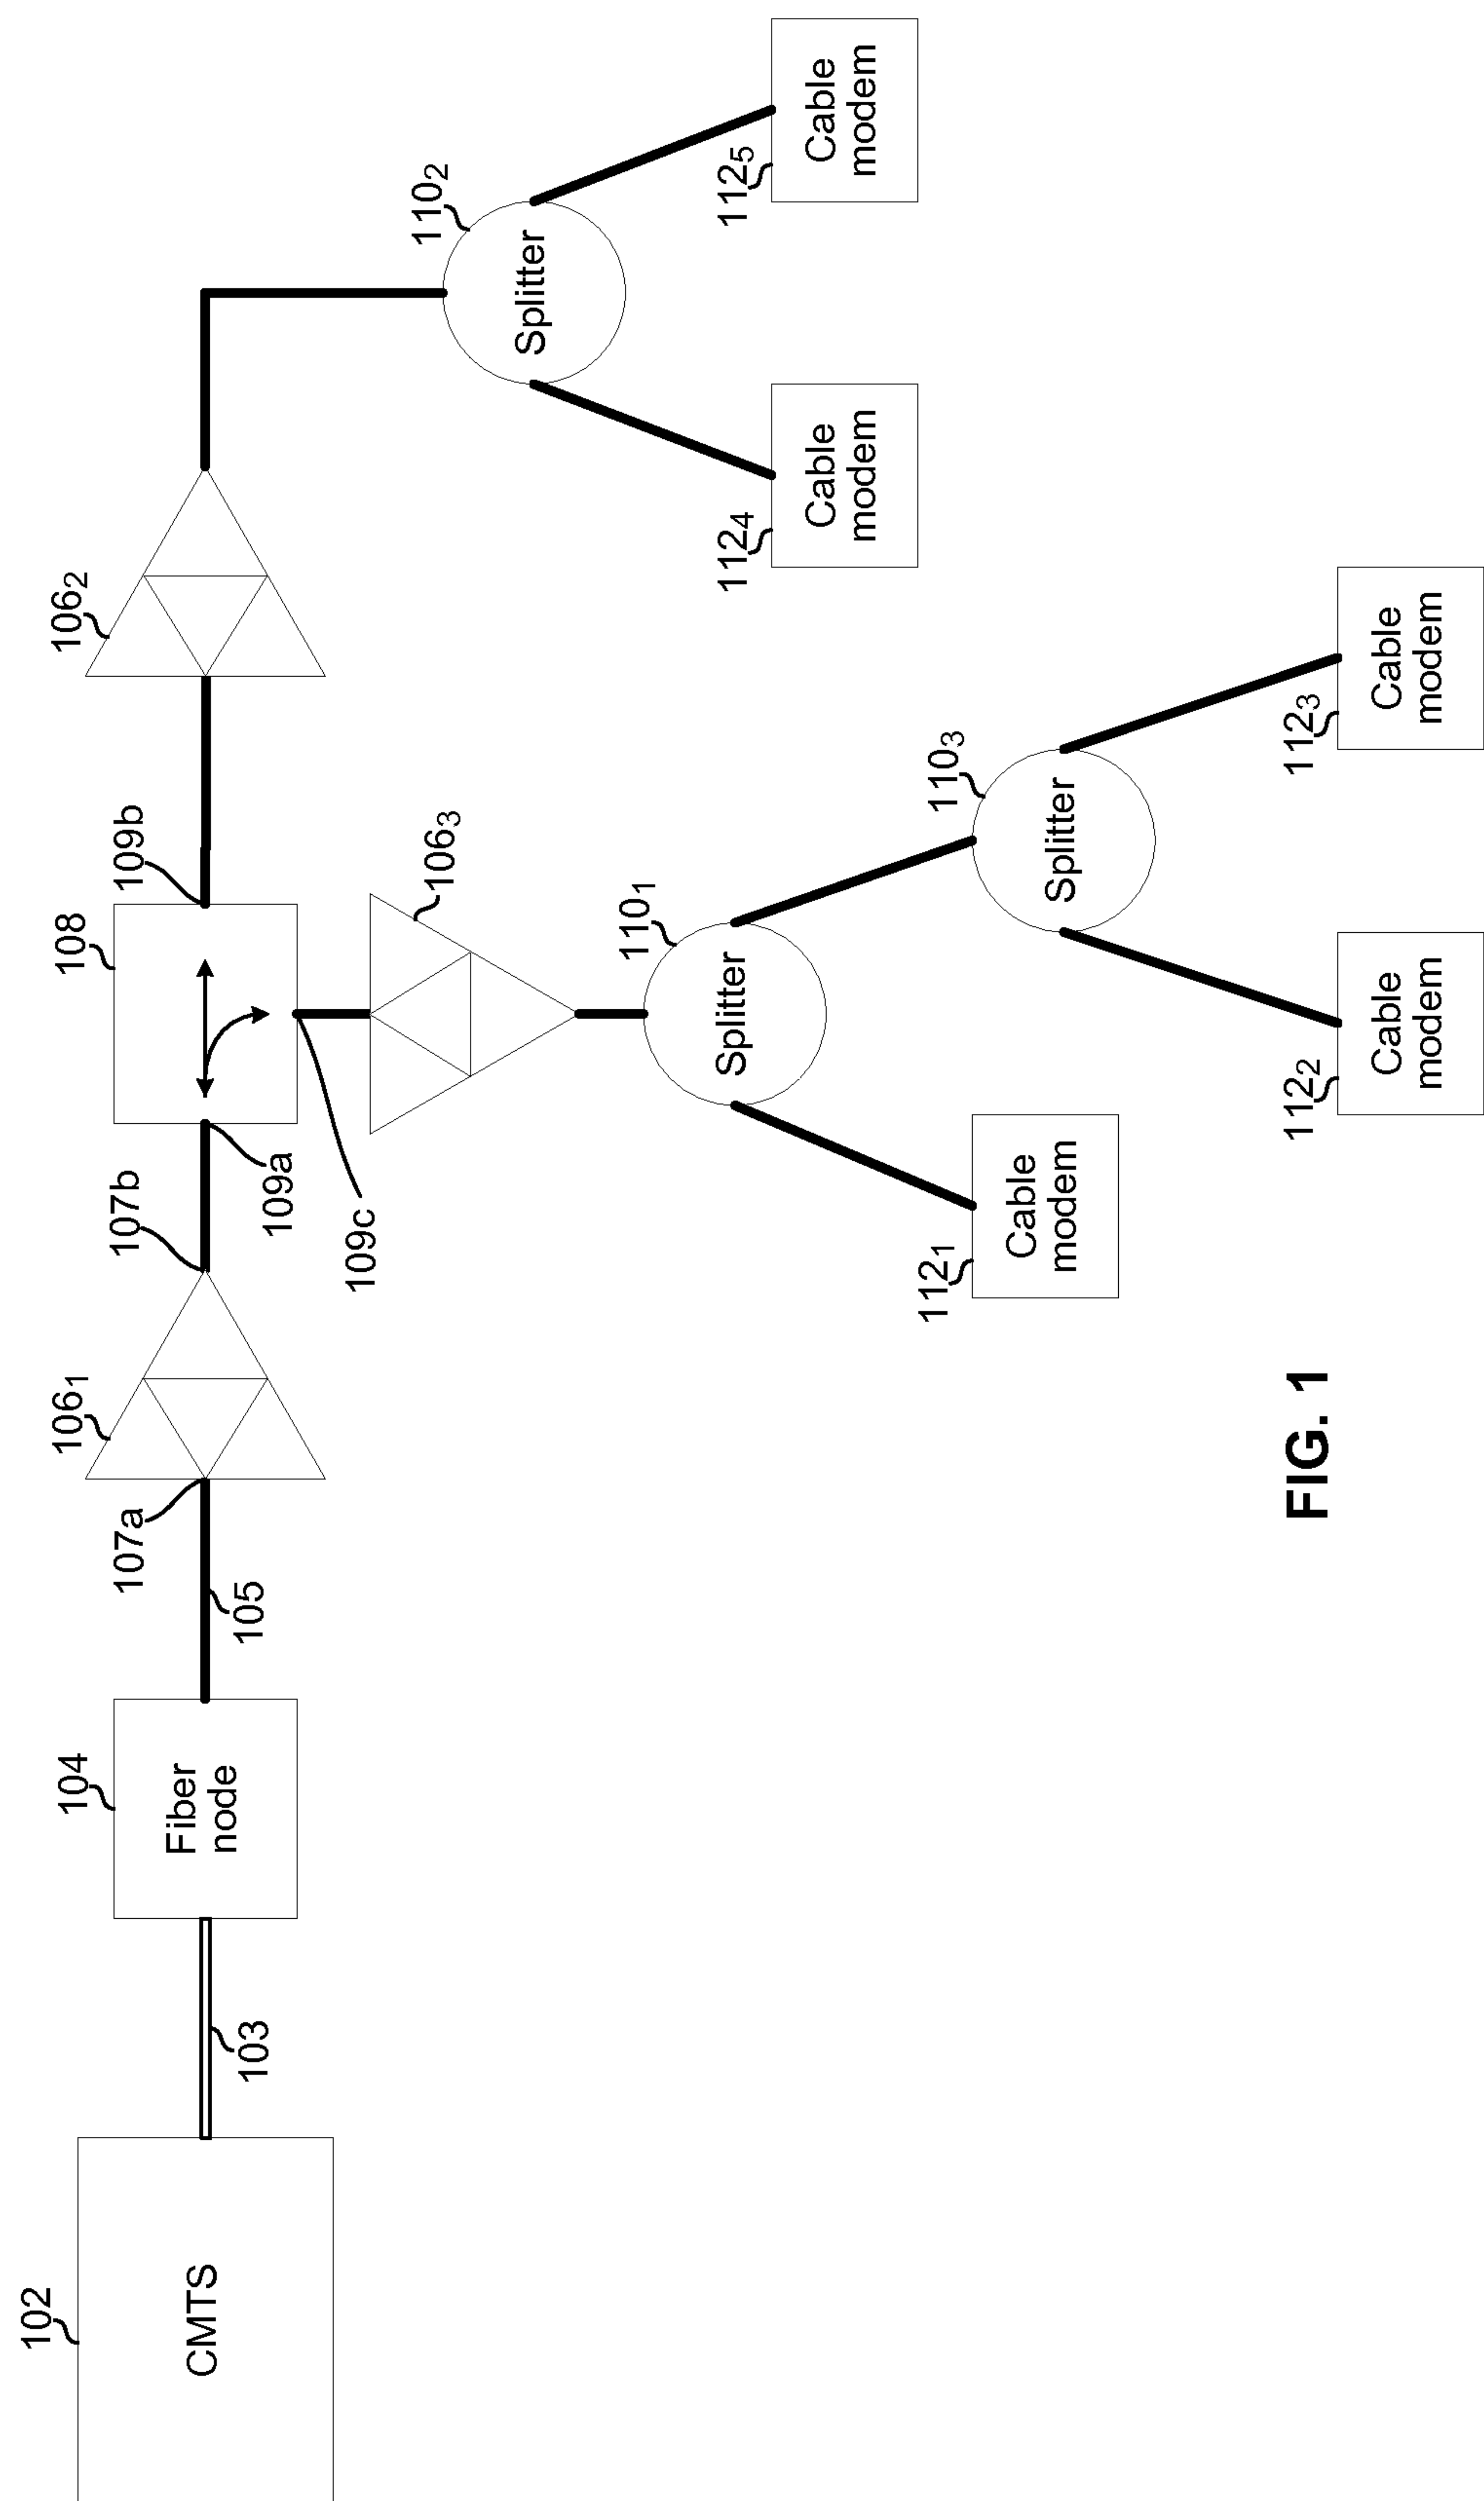 102
CMTS
103
104
Fiber
node
105
107a
106₁
107b
109a
109c
108
109b
106₂
106₃
110₁
Splitter
110₂
Splitter
110₃
Splitter
112₁
Cable
modem
112₂
Cable
modem
112₃
Cable
modem
112₄
Cable
modem
112₅
Cable
modem
FIG. 1